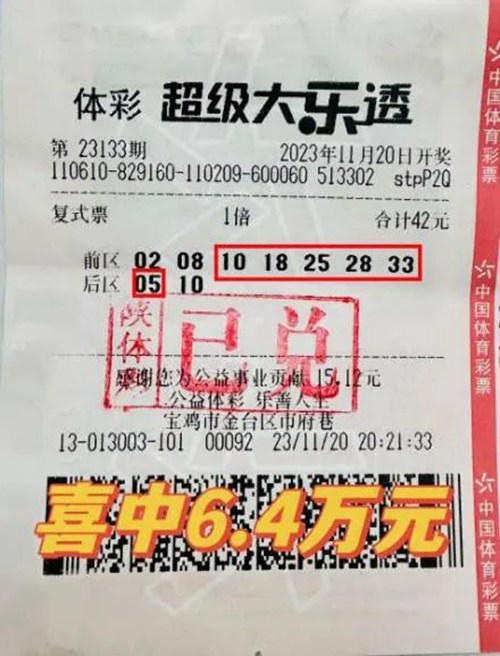 体彩 超级大乐透
第 23133期 2023年11月20日开奖
110610-829160-110209-600060 513302 stpP2Q
复式票 1倍 合计42元
前区 02 08 10 18 25 28 33
后区 05 10
陕体彩 已兑
感谢您为公益事业贡献 15.12元
公益体彩 乐善人生
宝鸡市金台区市府巷
13-013003-101 00092 23/11/20 20:21:33
喜中6.4万元
中国体育彩票
中国体育彩票
中国体育彩票